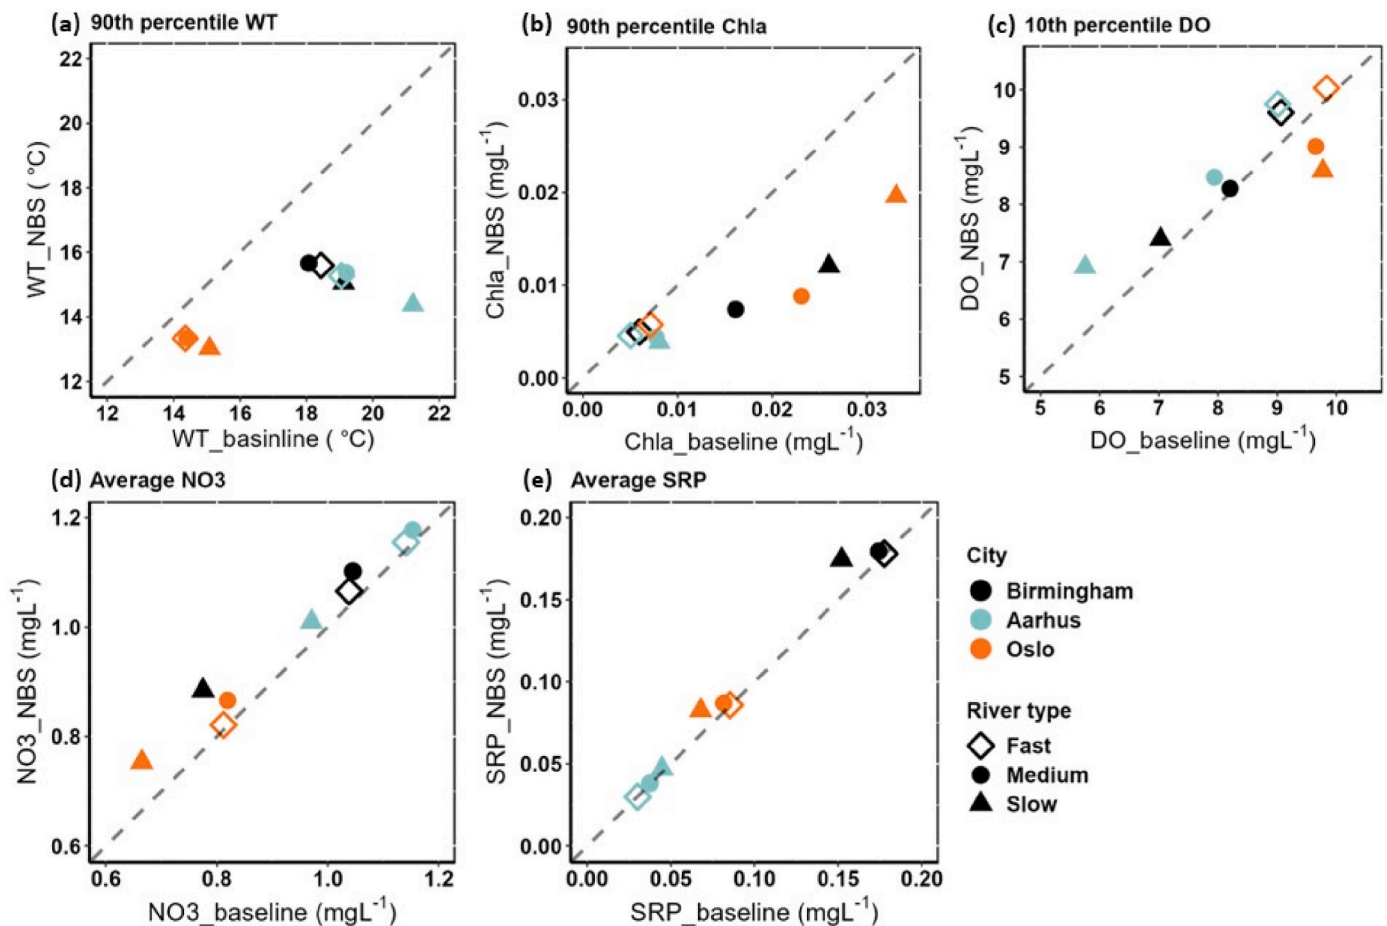 (a) 90th percentile WT
(b) 90th percentile Chla
(c) 10th percentile DO
WT_NBS ( °C)
22
20
18
16
14
12
12 14 16 18 20 22
WT_basinline ( °C)
Chla_NBS (mgL⁻¹)
0.03
0.02
0.01
0.00
0.00 0.01 0.02 0.03
Chla_baseline (mgL⁻¹)
DO_NBS (mgL⁻¹)
10
9
8
7
6
5
5 6 7 8 9 10
DO_baseline (mgL⁻¹)
(d) Average NO3
(e) Average SRP
NO3_NBS (mgL⁻¹)
1.2
1.0
0.8
0.6
0.6 0.8 1.0 1.2
NO3_baseline (mgL⁻¹)
SRP_NBS (mgL⁻¹)
0.20
0.15
0.10
0.05
0.00
0.00 0.05 0.10 0.15 0.20
SRP_baseline (mgL⁻¹)
City
Birmingham
Aarhus
Oslo
River type
Fast
Medium
Slow